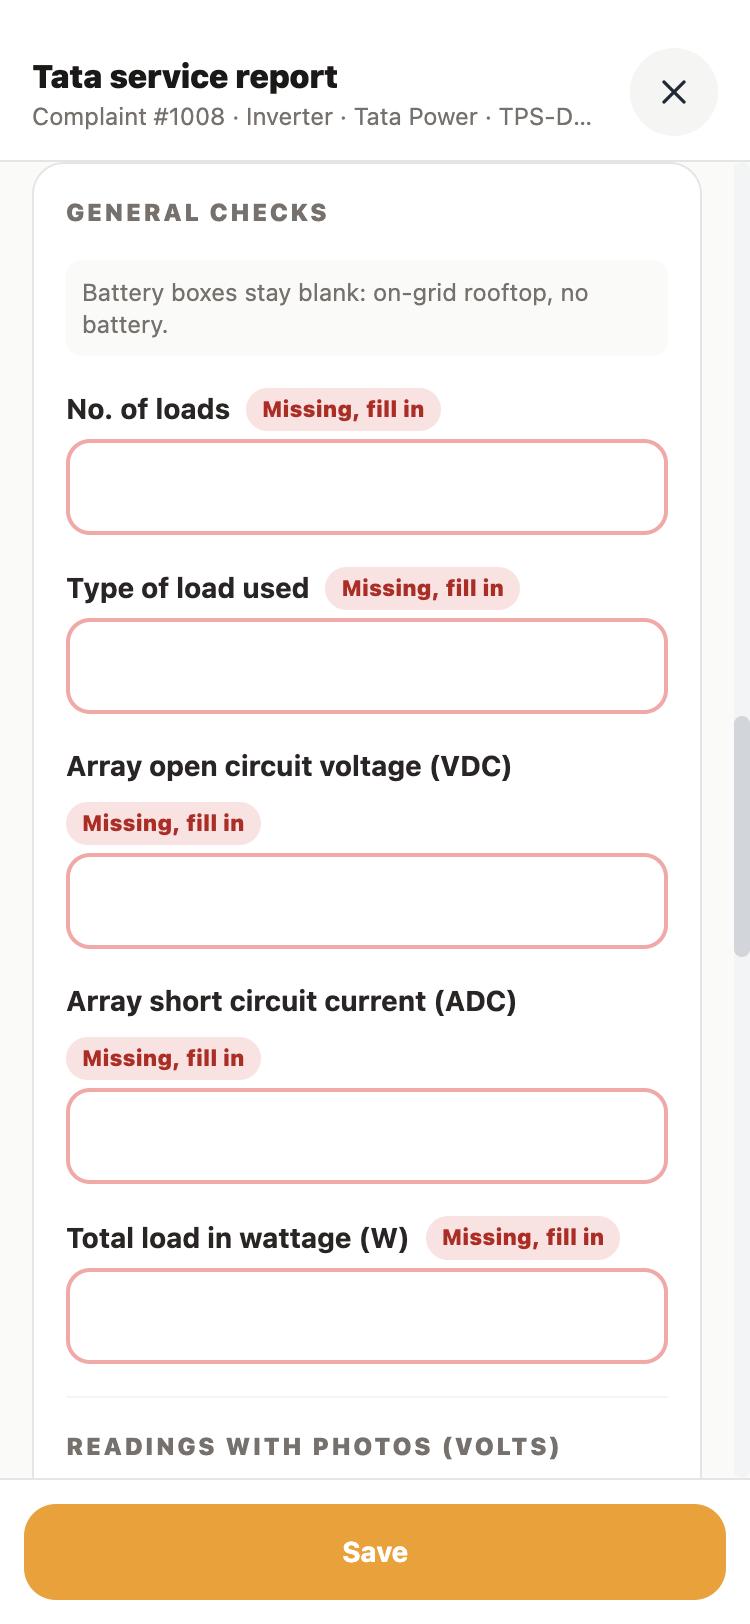 Tata service report
Complaint #1008 · Inverter · Tata Power · TPS-D...
GENERAL CHECKS
Battery boxes stay blank: on-grid rooftop, no
battery.
No. of loads Missing, fill in
Type of load used Missing, fill in
Array open circuit voltage (VDC)
Missing, fill in
Array short circuit current (ADC)
Missing, fill in
Total load in wattage (W) Missing, fill in
READINGS WITH PHOTOS (VOLTS)
Save